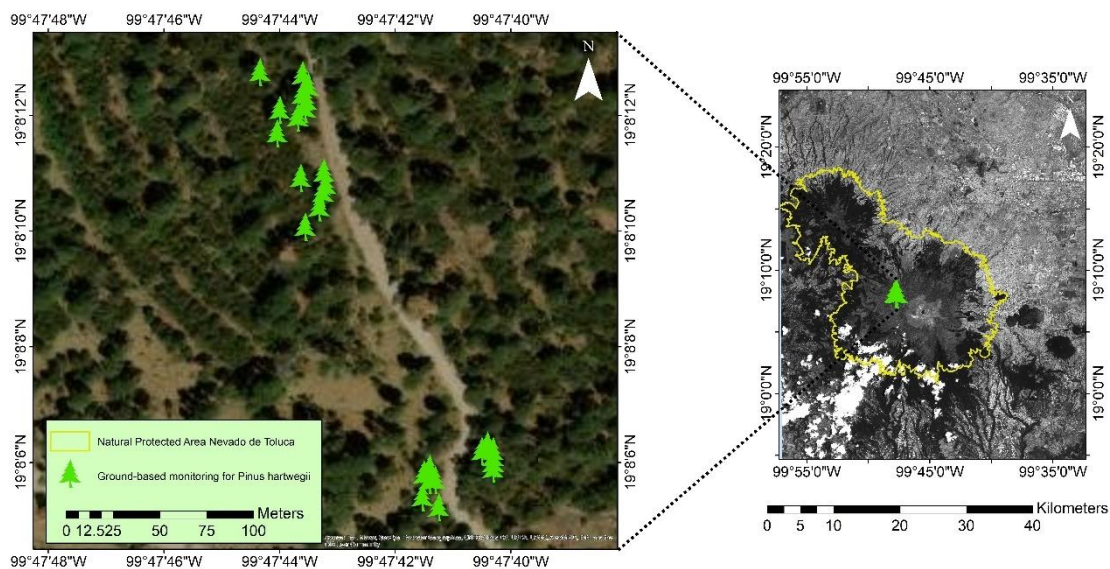 99°47'48"W 99°47'46"W 99°47'44"W 99°47'42"W 99°47'40"W
N
19°8'12"N 19°8'12"N
19°8'10"N 19°8'10"N
19°8'8"N 19°8'8"N
19°8'6"N 19°8'6"N
Natural Protected Area Nevado de Toluca
Ground-based monitoring for Pinus hartwegii
Meters
0 12.525 50 75 100
99°47'48"W 99°47'46"W 99°47'44"W 99°47'42"W 99°47'40"W
99°55'0"W 99°45'0"W 99°35'0"W
19°20'0"N 19°20'0"N
19°10'0"N 19°10'0"N
19°0'0"N 19°0'0"N
99°55'0"W 99°45'0"W 99°35'0"W
Kilometers
0 5 10 20 30 40